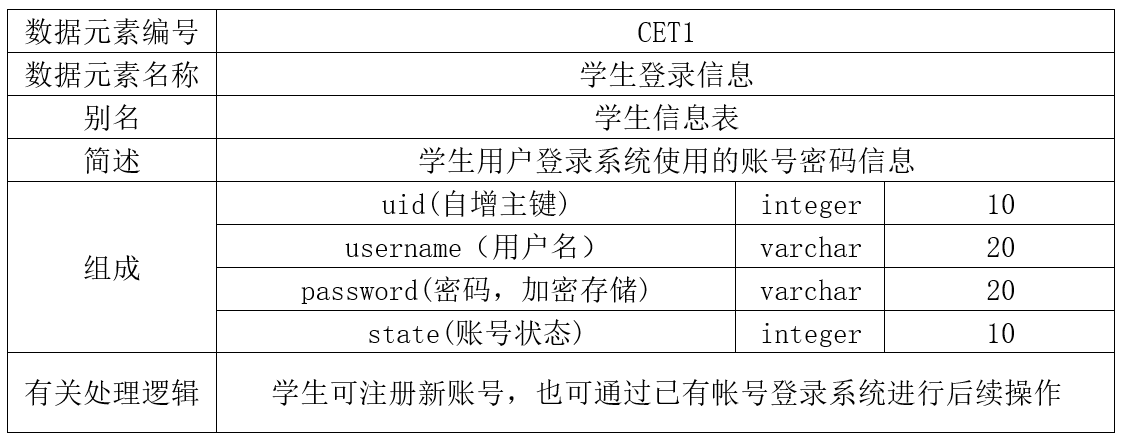 数据元素编号 CET1
数据元素名称 学生登录信息
别名 学生信息表
简述 学生用户登录系统使用的账号密码信息
组成
uid(自增主键) integer 10
username（用户名） varchar 20
password(密码，加密存储) varchar 20
state(账号状态) integer 10
有关处理逻辑 学生可注册新账号，也可通过已有帐号登录系统进行后续操作